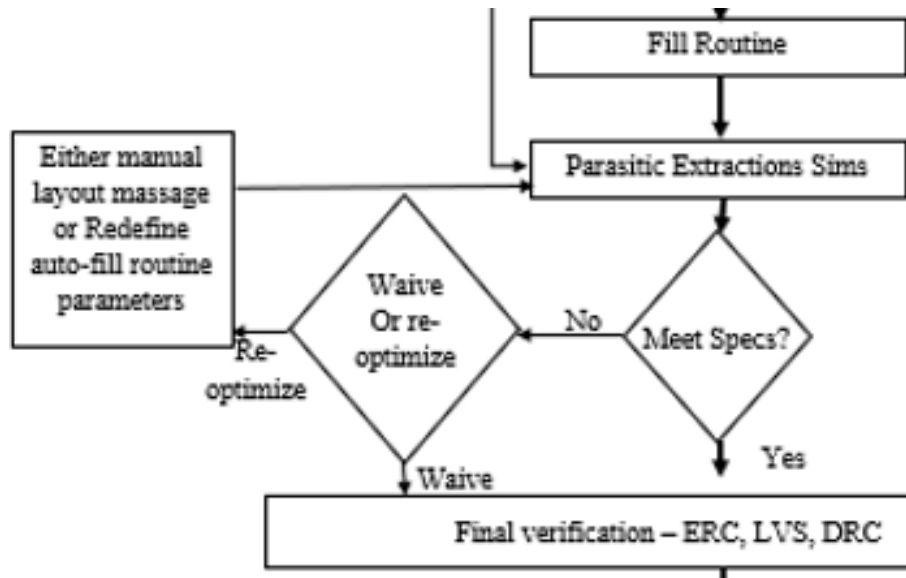 Fill Routine
Either manual
layout massage
or Redefine
auto-fill routine
parameters
Parasitic Extractions Sims
Waive
Or re-
optimize
No
Meet Specs?
Re-
optimize
Yes
Waive
Final verification – ERC, LVS, DRC